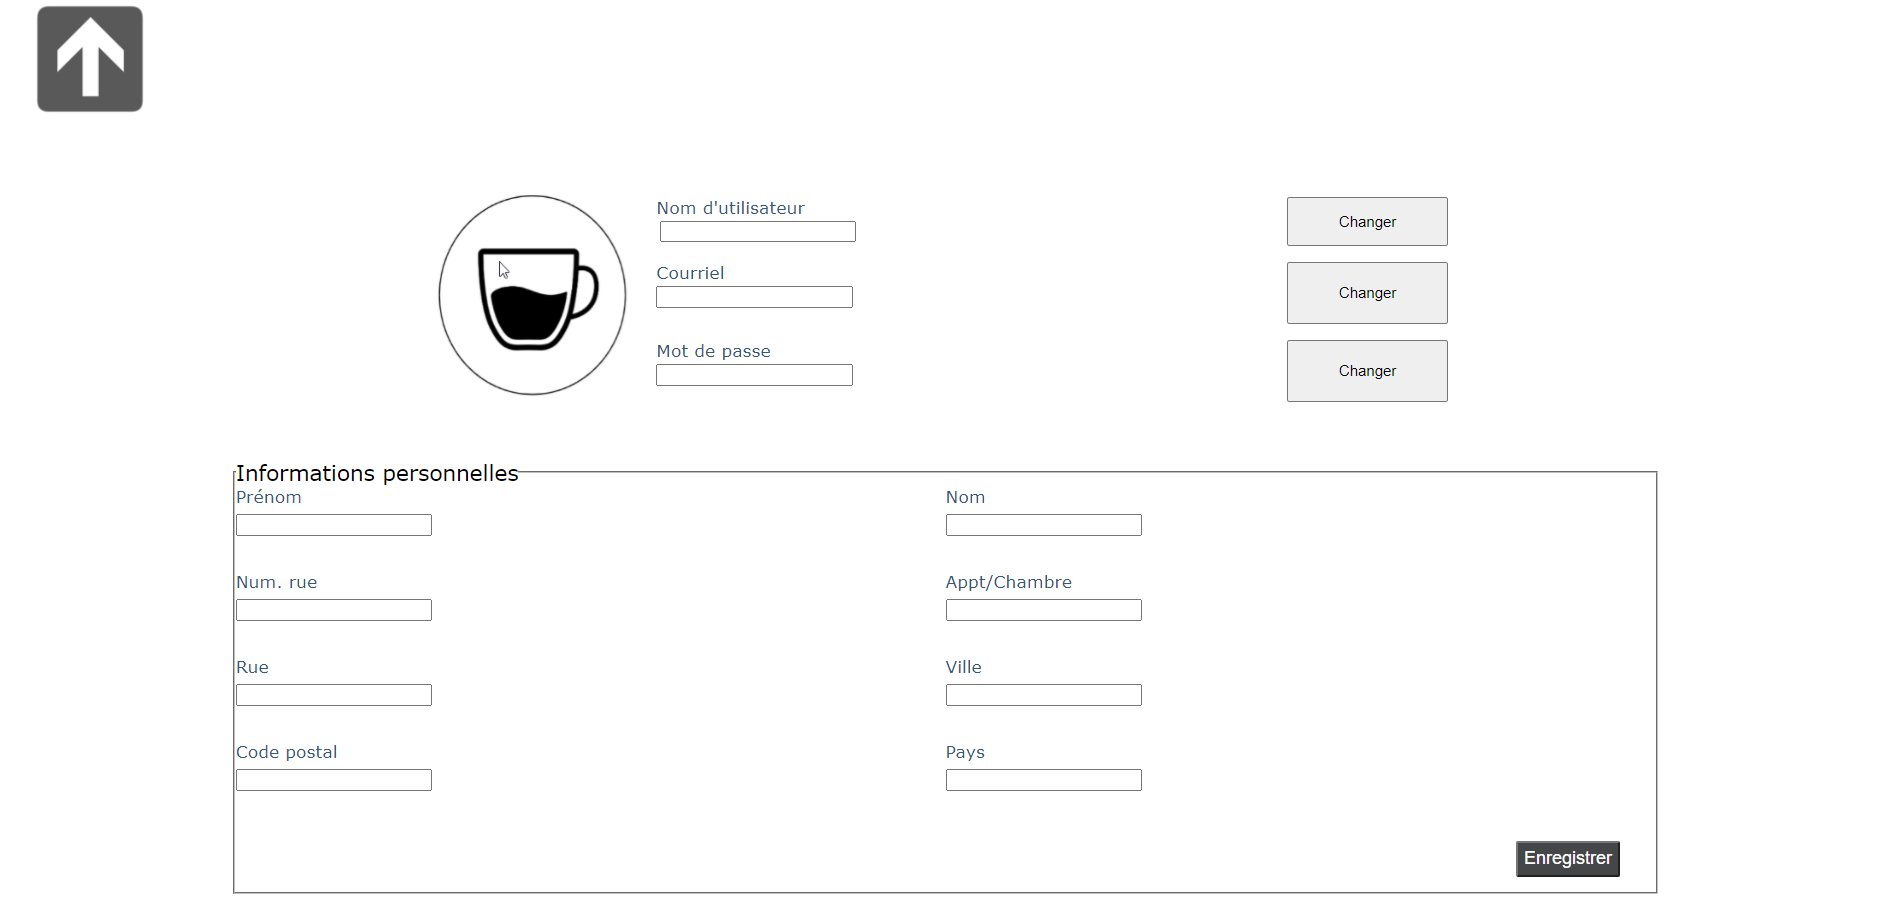 Nom d'utilisateur
Changer
Courriel
Changer
Mot de passe
Changer
Informations personnelles
Prénom
Nom
Num. rue
Appt/Chambre
Rue
Ville
Code postal
Pays
Enregistrer